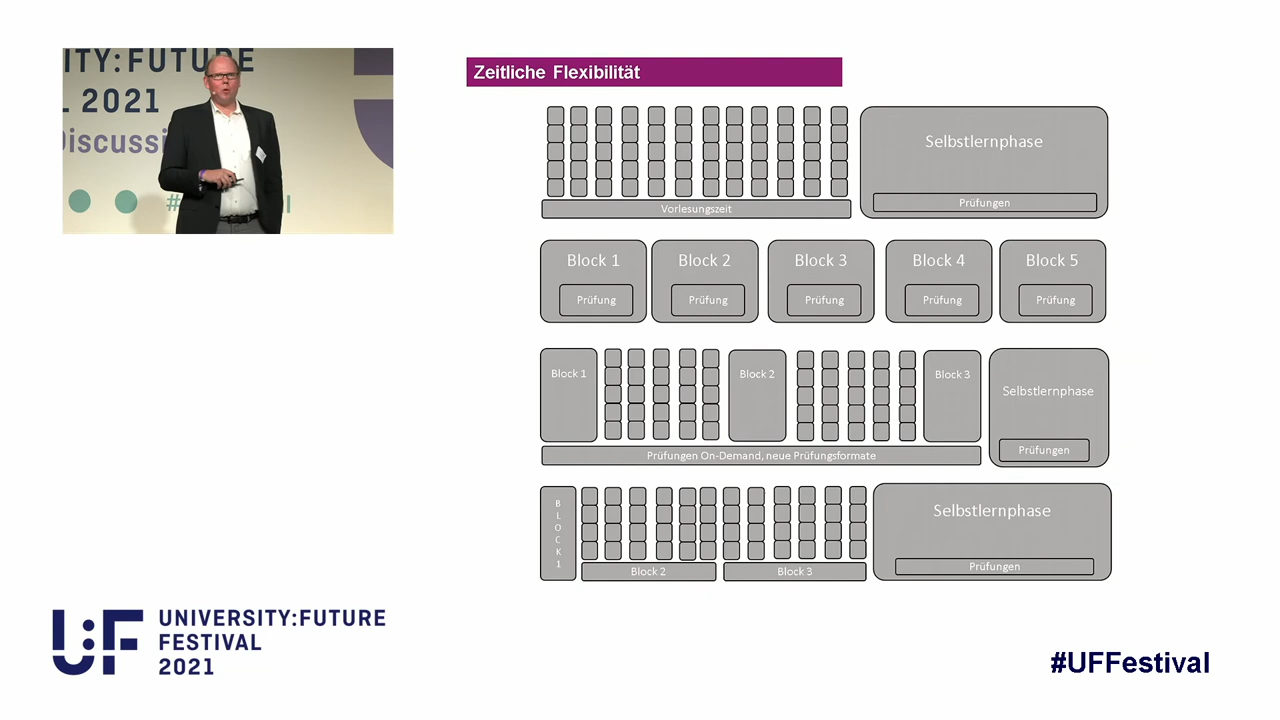 ITY:FUTURE
L 2021
Discussi
#
Zeitliche Flexibilität
Selbstlernphase
Prüfungen
Vorlesungszeit
Block 1
Block 2
Block 3
Block 4
Block 5
Prüfung
Prüfung
Prüfung
Prüfung
Prüfung
Block 1
Block 2
Block 3
Selbstlernphase
Prüfungen
Prüfungen On-Demand, neue Prüfungsformate
BLOCK1
Selbstlernphase
Prüfungen
Block 2
Block 3
U:F
UNIVERSITY:FUTURE
FESTIVAL
2021
#UFFestival